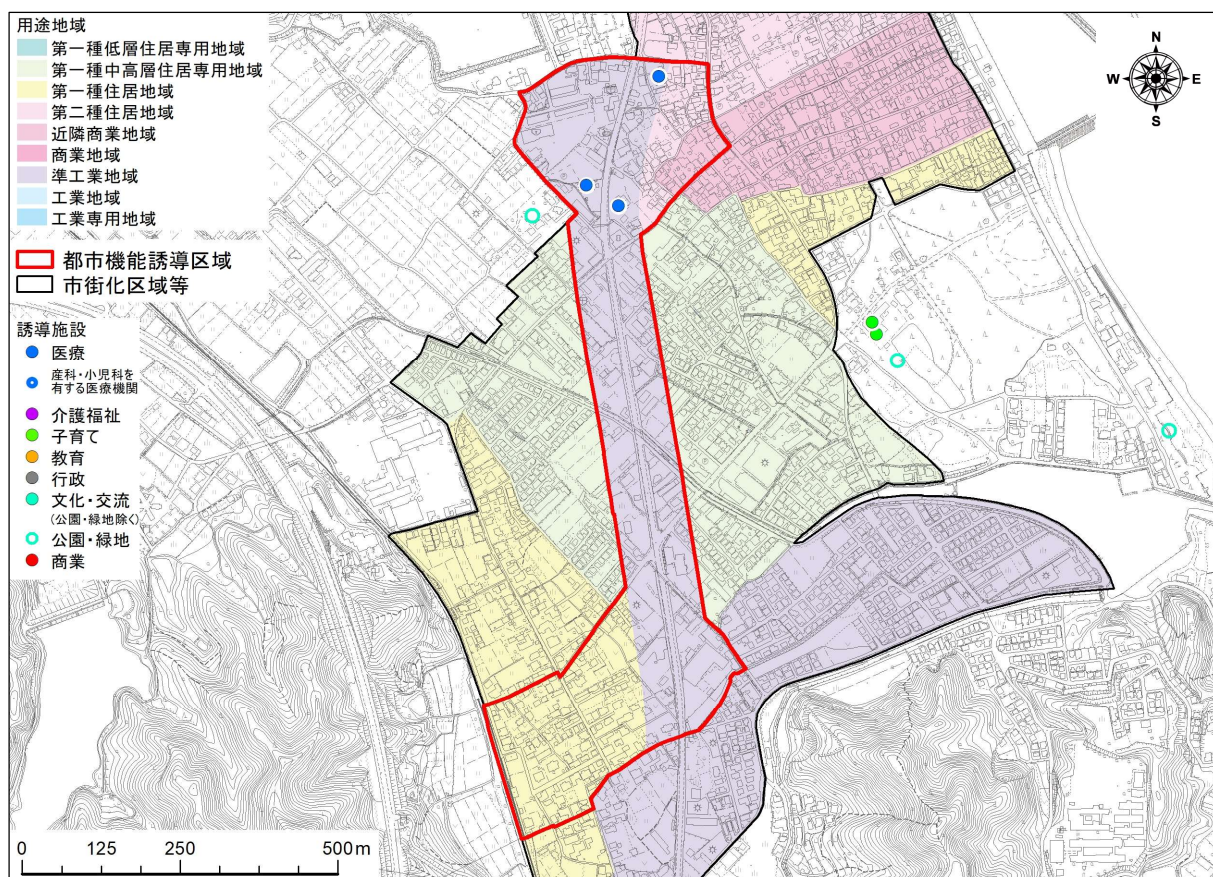 用途地域
第一種低層住居専用地域
第一種中高層住居専用地域
第一種住居地域
第二種住居地域
近隣商業地域
商業地域
準工業地域
工業地域
工業専用地域
都市機能誘導区域
市街化区域等
誘導施設
医療
産科・小児科を
有する医療機関
介護福祉
子育て
教育
行政
文化・交流
(公園・緑地除く)
公園・緑地
商業
0 125 250 500m
N
W E
S